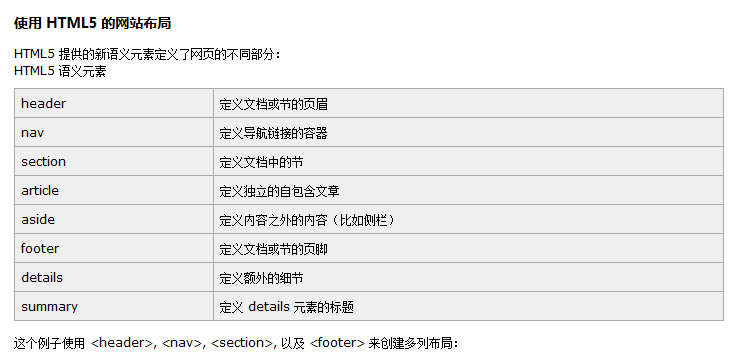 使用 HTML5 的网站布局
HTML5 提供的新语义元素定义了网页的不同部分：
HTML5 语义元素
header 定义文档或节的页眉
nav 定义导航链接的容器
section 定义文档中的节
article 定义独立的自包含文章
aside 定义内容之外的内容（比如侧栏）
footer 定义文档或节的页脚
details 定义额外的细节
summary 定义 details 元素的标题
这个例子使用 <header>, <nav>, <section>, 以及 <footer> 来创建多列布局：